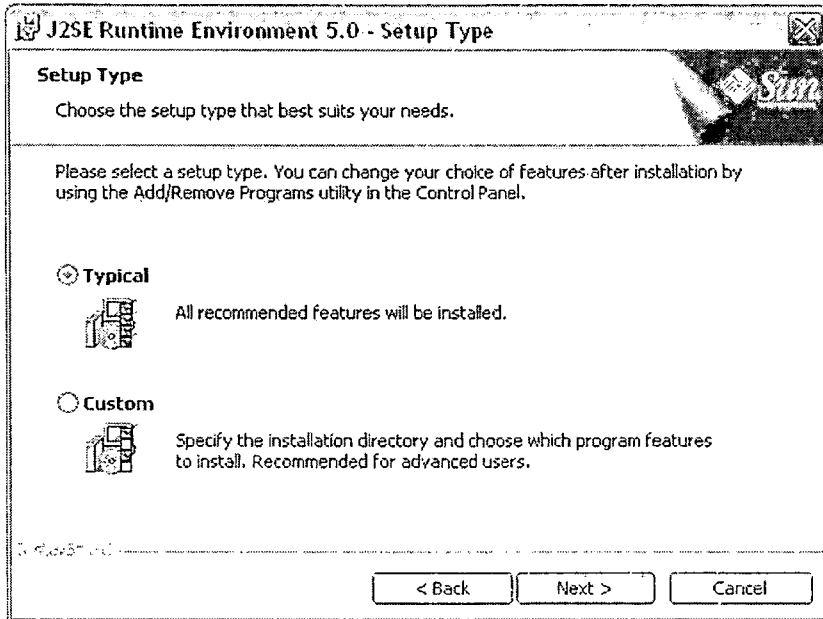 J2SE Runtime Environment 5.0 - Setup Type
Setup Type
Choose the setup type that best suits your needs.
Sun
Please select a setup type. You can change your choice of features after installation by
using the Add/Remove Programs utility in the Control Panel.
Typical
All recommended features will be installed.
Custom
Specify the installation directory and choose which program features
to install. Recommended for advanced users.
< Back
Next >
Cancel